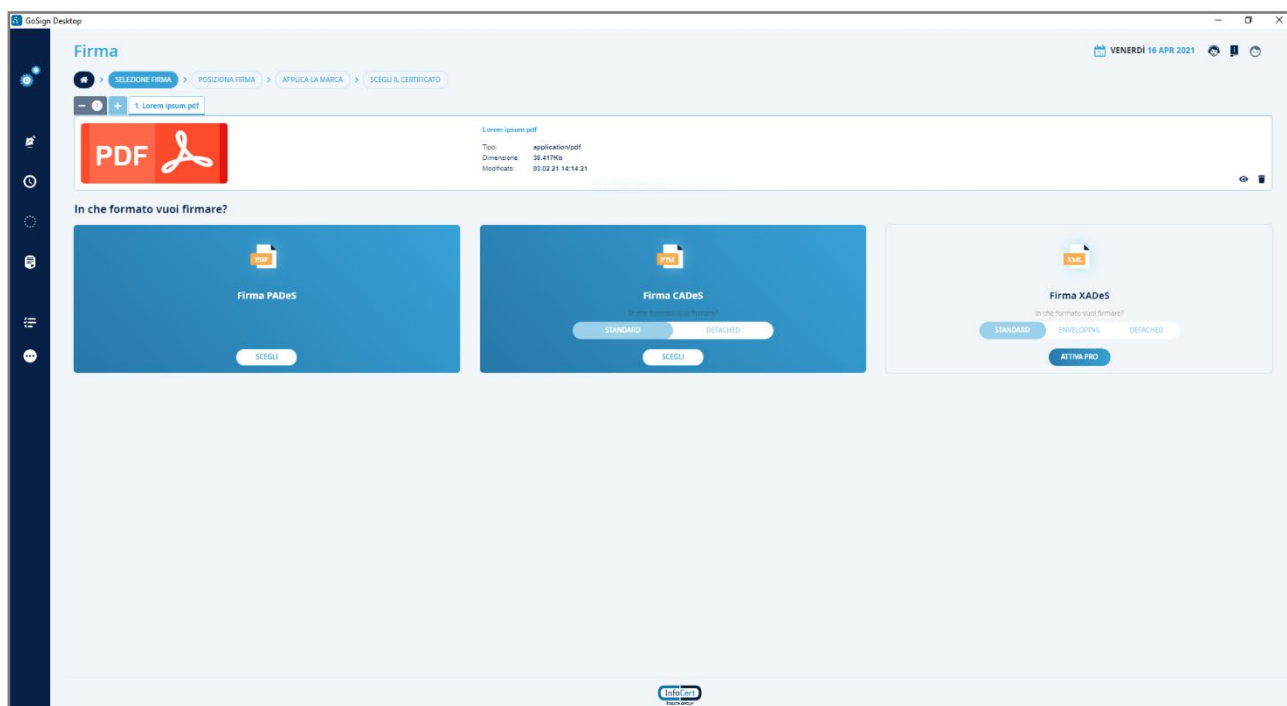 GoSign Desktop
Firma
VENERDÌ 16 APR 2021
SELEZIONE FIRMA > POSIZIONA FIRMA > APPLICA LA MARCA > SCEGLI IL CERTIFICATO
1. Lorem ipsum.pdf
PDF
Lorem ipsum.pdf
Tipo: application/pdf
Dimensione: 38.417Kb
Modificato: 03.02.21 14:14:21
In che formato vuoi firmare?
PDF
Firma PADeS
SCEGLI
P7M
Firma CADeS
In che formato vuoi firmare?
STANDARD DETACHED
SCEGLI
XML
Firma XADeS
In che formato vuoi firmare?
STANDARD ENVELOPING DETACHED
ATTIVA PRO
InfoCert